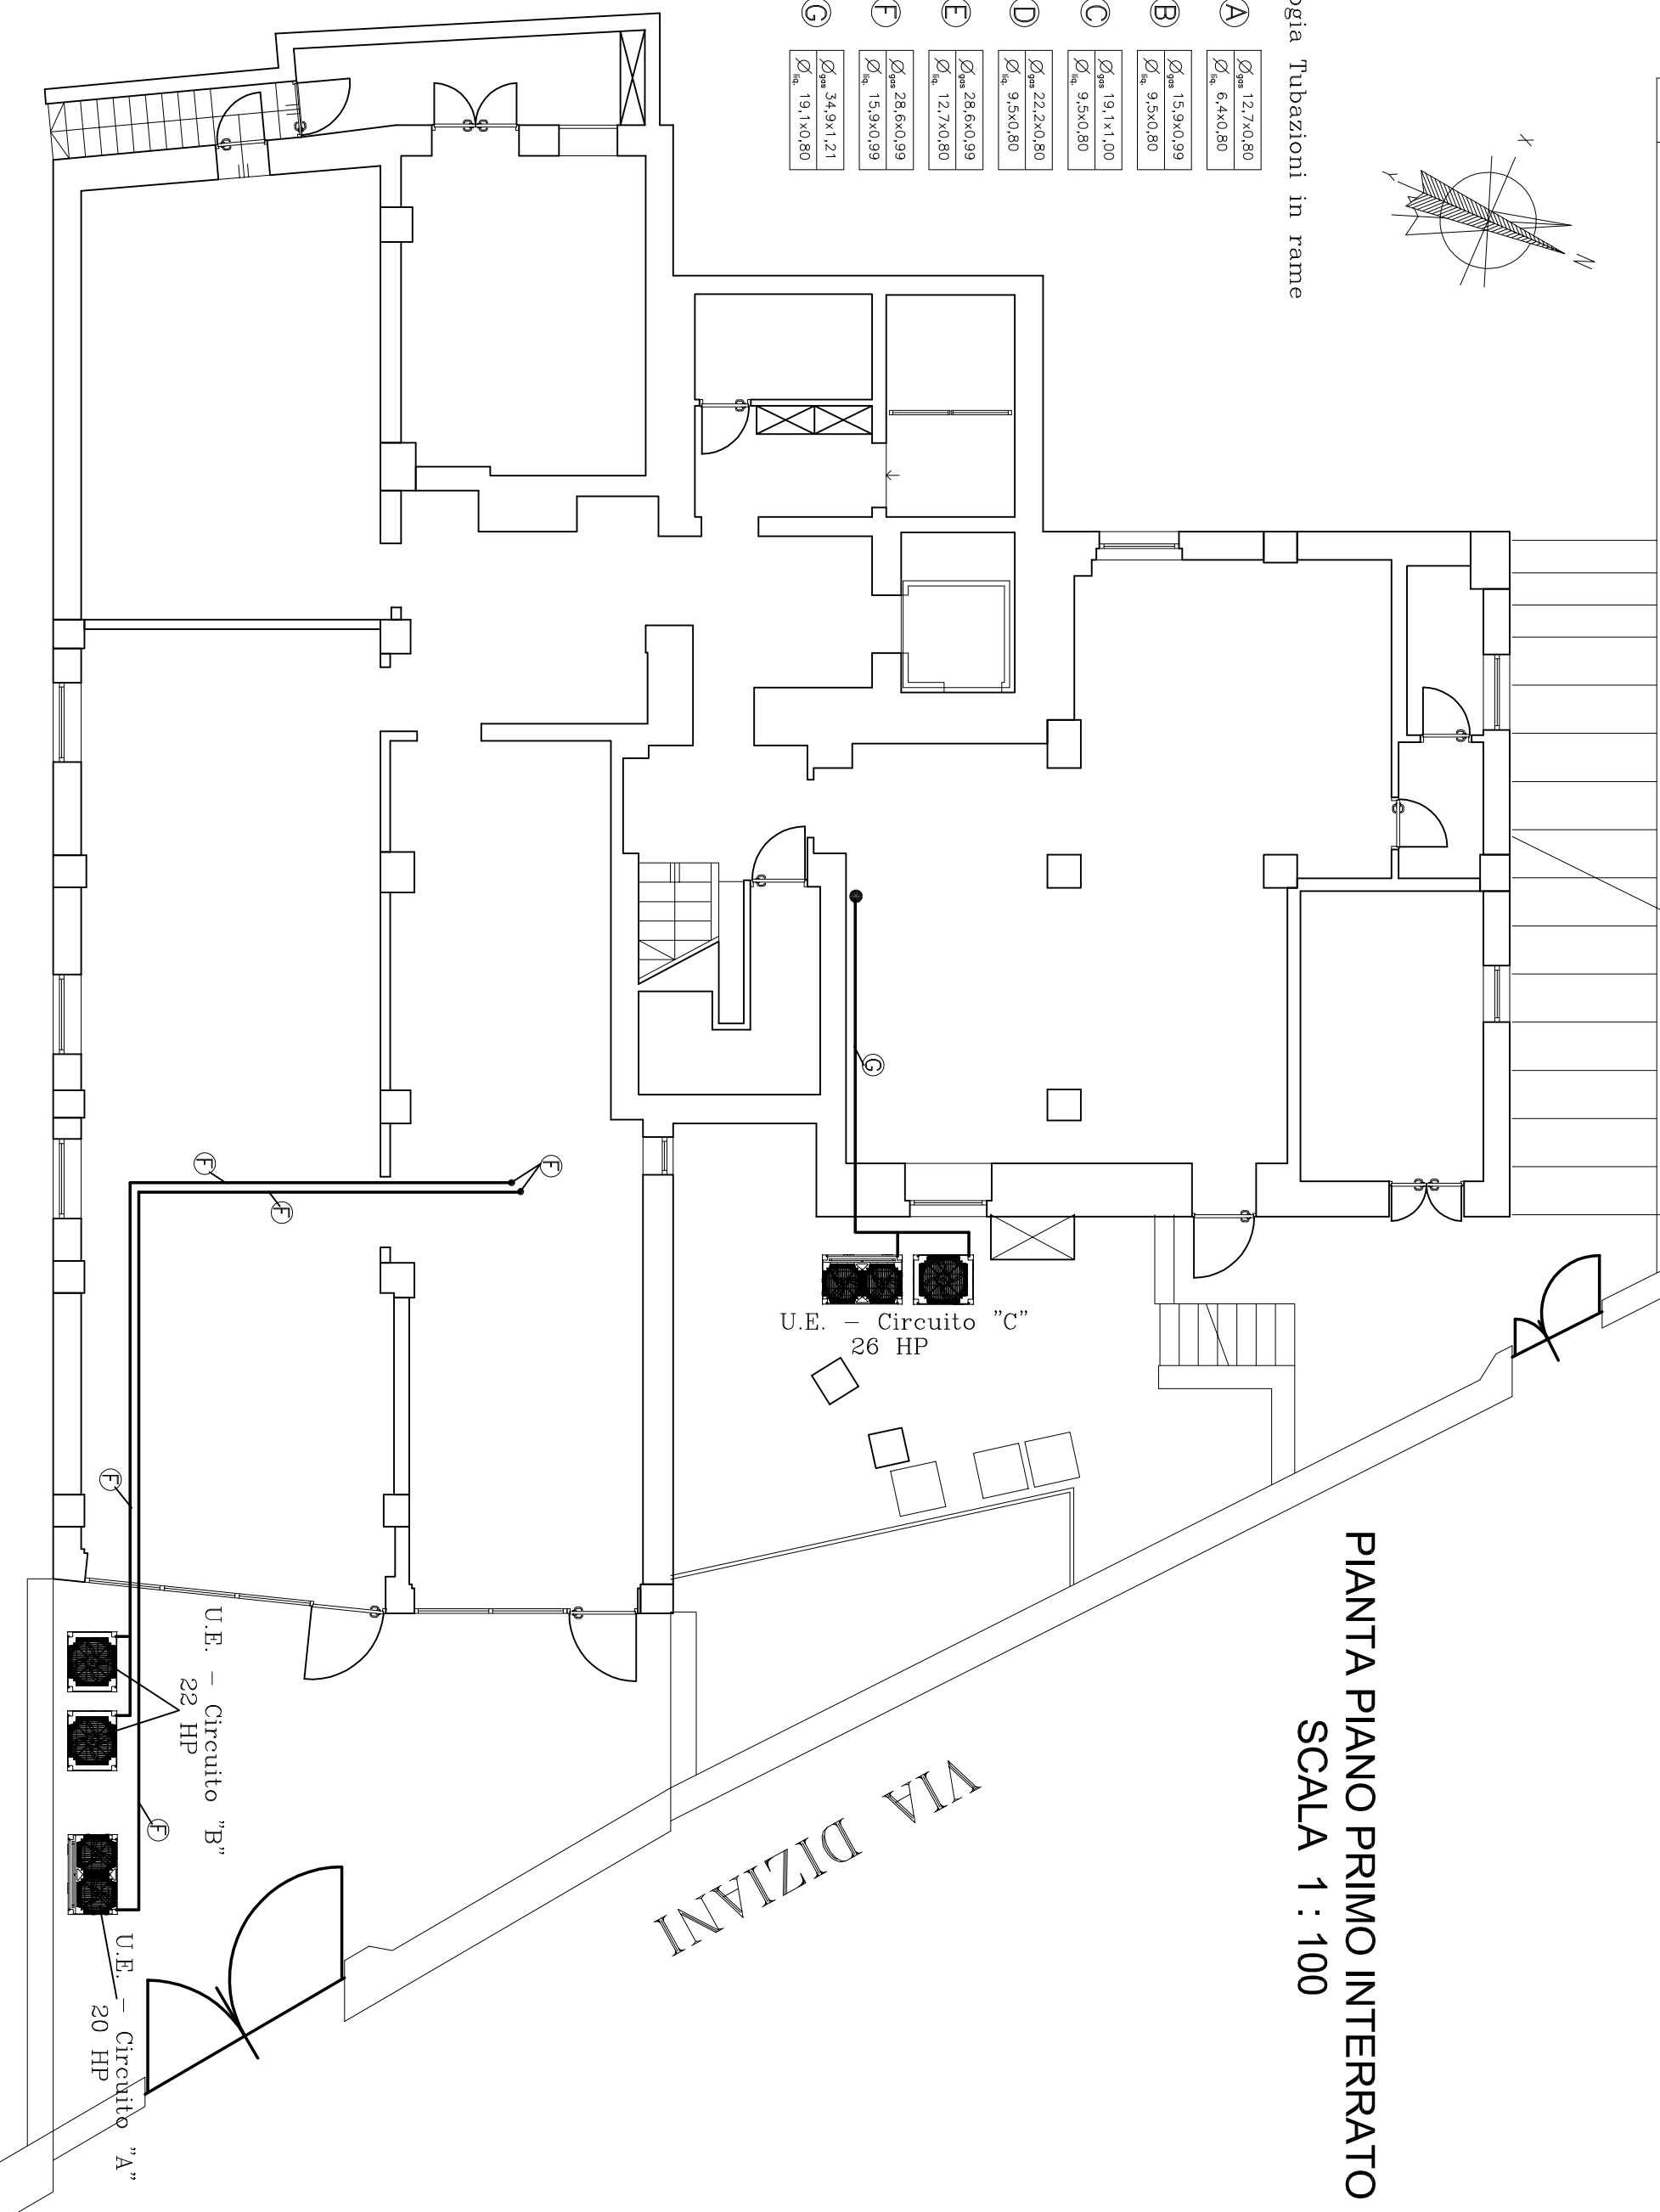 ogia Tubazioni in rame
A
Ø gas 12,7x0,80
Ø liq. 6,4x0,80
B
Ø gas 15,9x0,99
Ø liq. 9,5x0,80
C
Ø gas 19,1x1,00
Ø liq. 9,5x0,80
D
Ø gas 22,2x0,80
Ø liq. 9,5x0,80
E
Ø gas 28,6x0,99
Ø liq. 12,7x0,80
F
Ø gas 28,6x0,99
Ø liq. 15,9x0,99
G
Ø gas 34,9x1,21
Ø liq. 19,1x0,80
X
Y
N
G
F
F
F
F
F
U.E. – Circuito "C"
26 HP
U.E. – Circuito "B"
22 HP
U.E. – Circuito "A"
20 HP
VIA DIZIANI
PIANTA PIANO PRIMO INTERRATO
SCALA 1 : 100